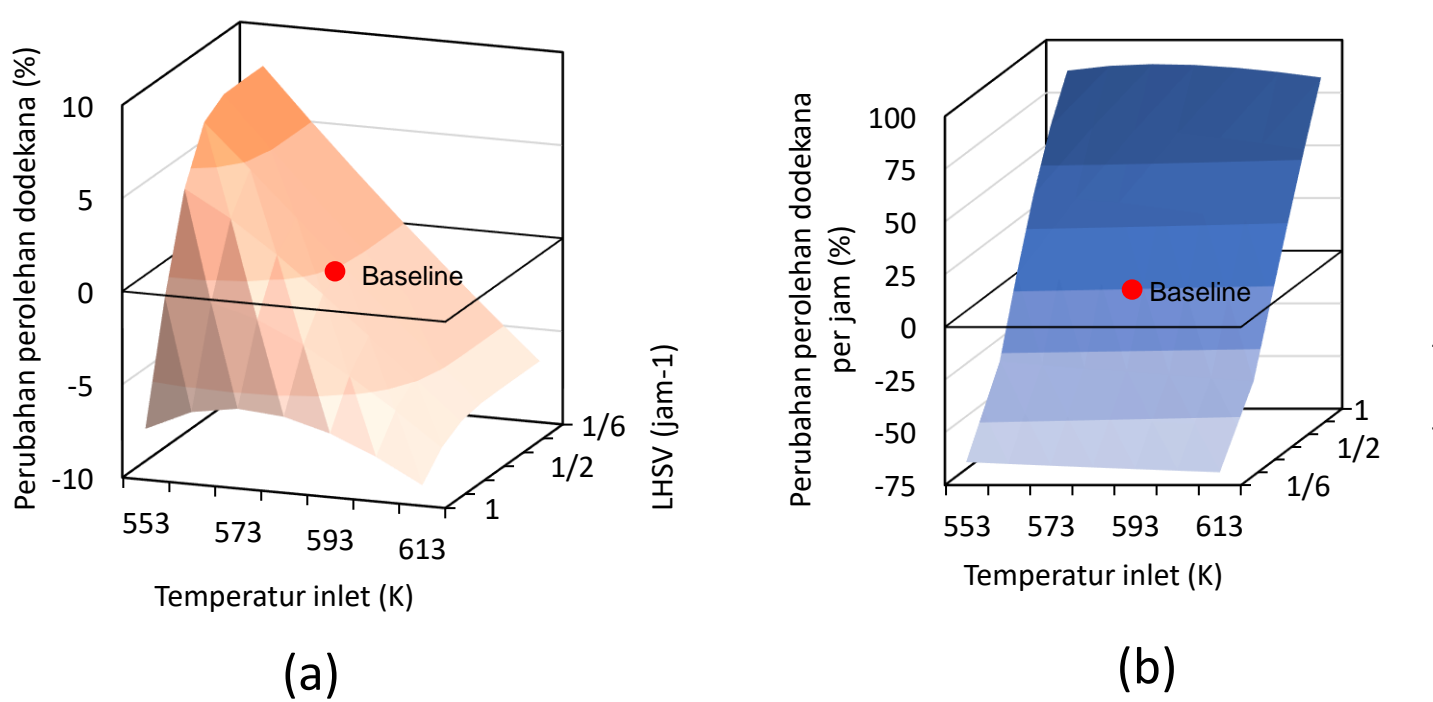 Perubahan perolehan dodekana (%)
10
5
0
-5
-10
Baseline
553
573
593
613
Temperatur inlet (K)
1
1/2
1/6
LHSV (jam-1)
(a)
Perubahan perolehan dodekana
per jam (%)
100
75
50
25
0
-25
-50
-75
Baseline
553
573
593
613
Temperatur inlet (K)
1/6
1/2
1
(b)